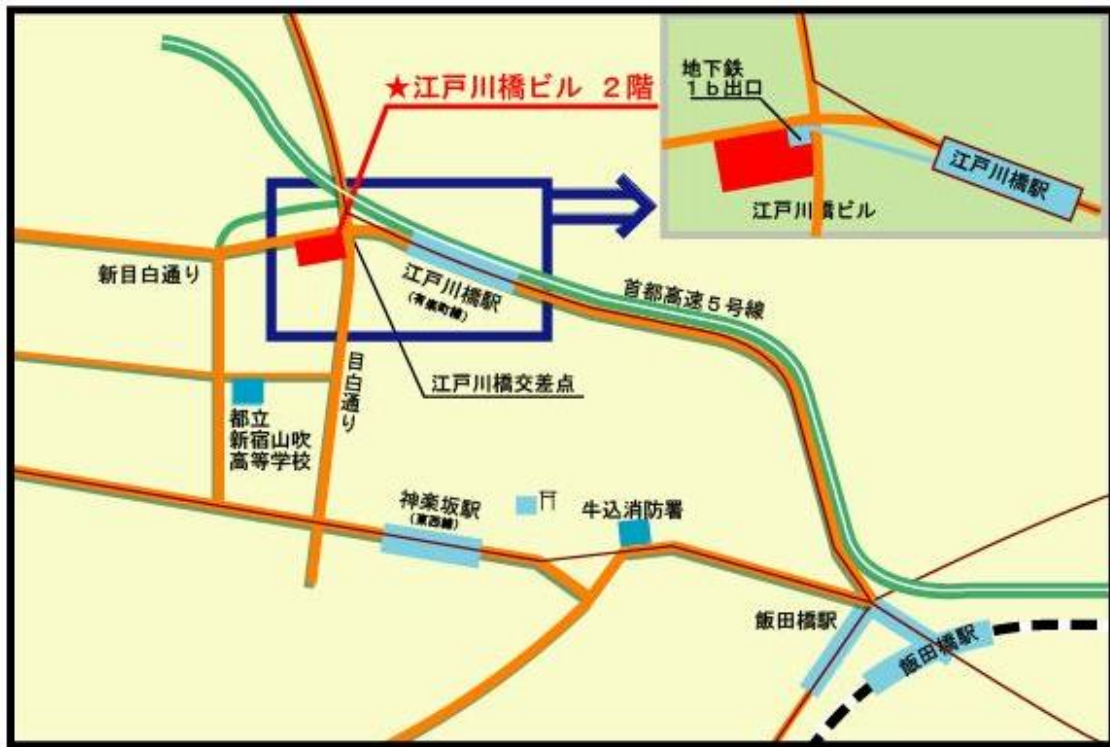 ★江戸川橋ビル 2階
地下鉄
1b出口
江戸川橋駅
江戸川橋ビル
新目白通り
江戸川橋駅
(有楽町線)
首都高速5号線
目白通り
江戸川橋交差点
都立
新宿山吹
高等学校
神楽坂駅
(東西線)
牛込消防署
飯田橋駅
飯田橋駅